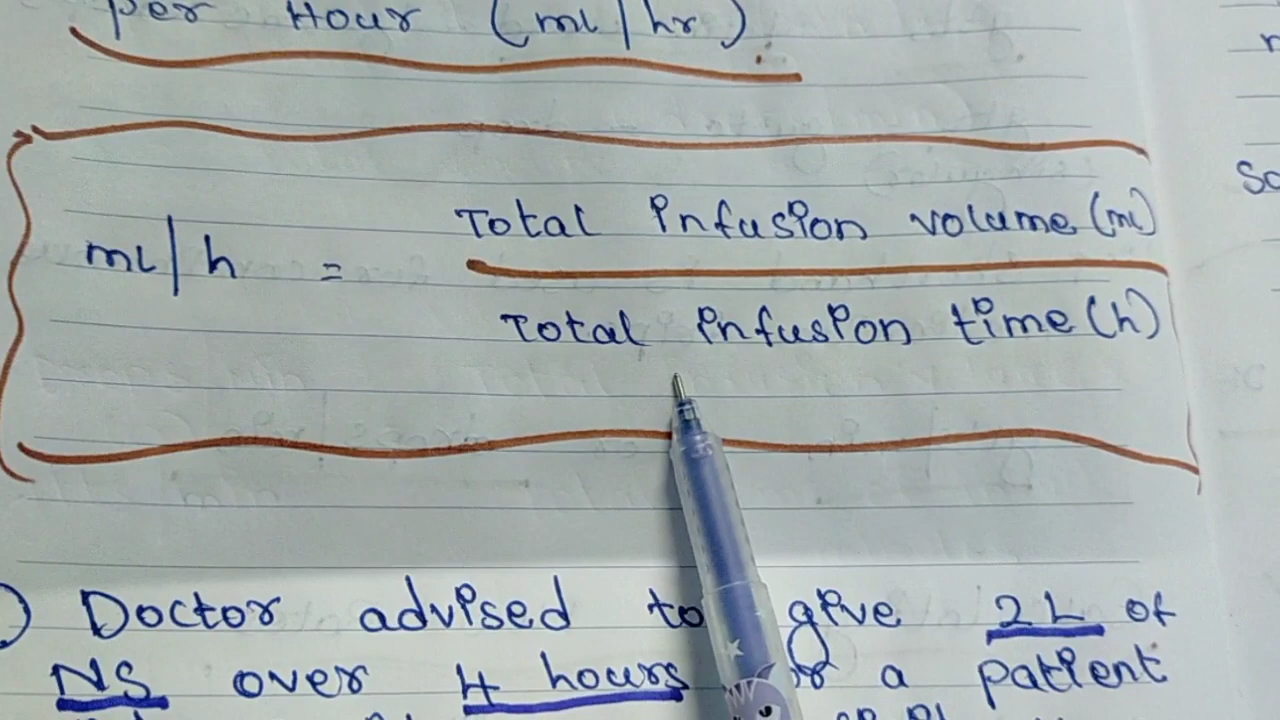 per Hour (ml/hr)
ml/h = Total infusion volume (ml)
Total infusion time (h)
Doctor advised to give 2L of
NS over 4 hours a patient